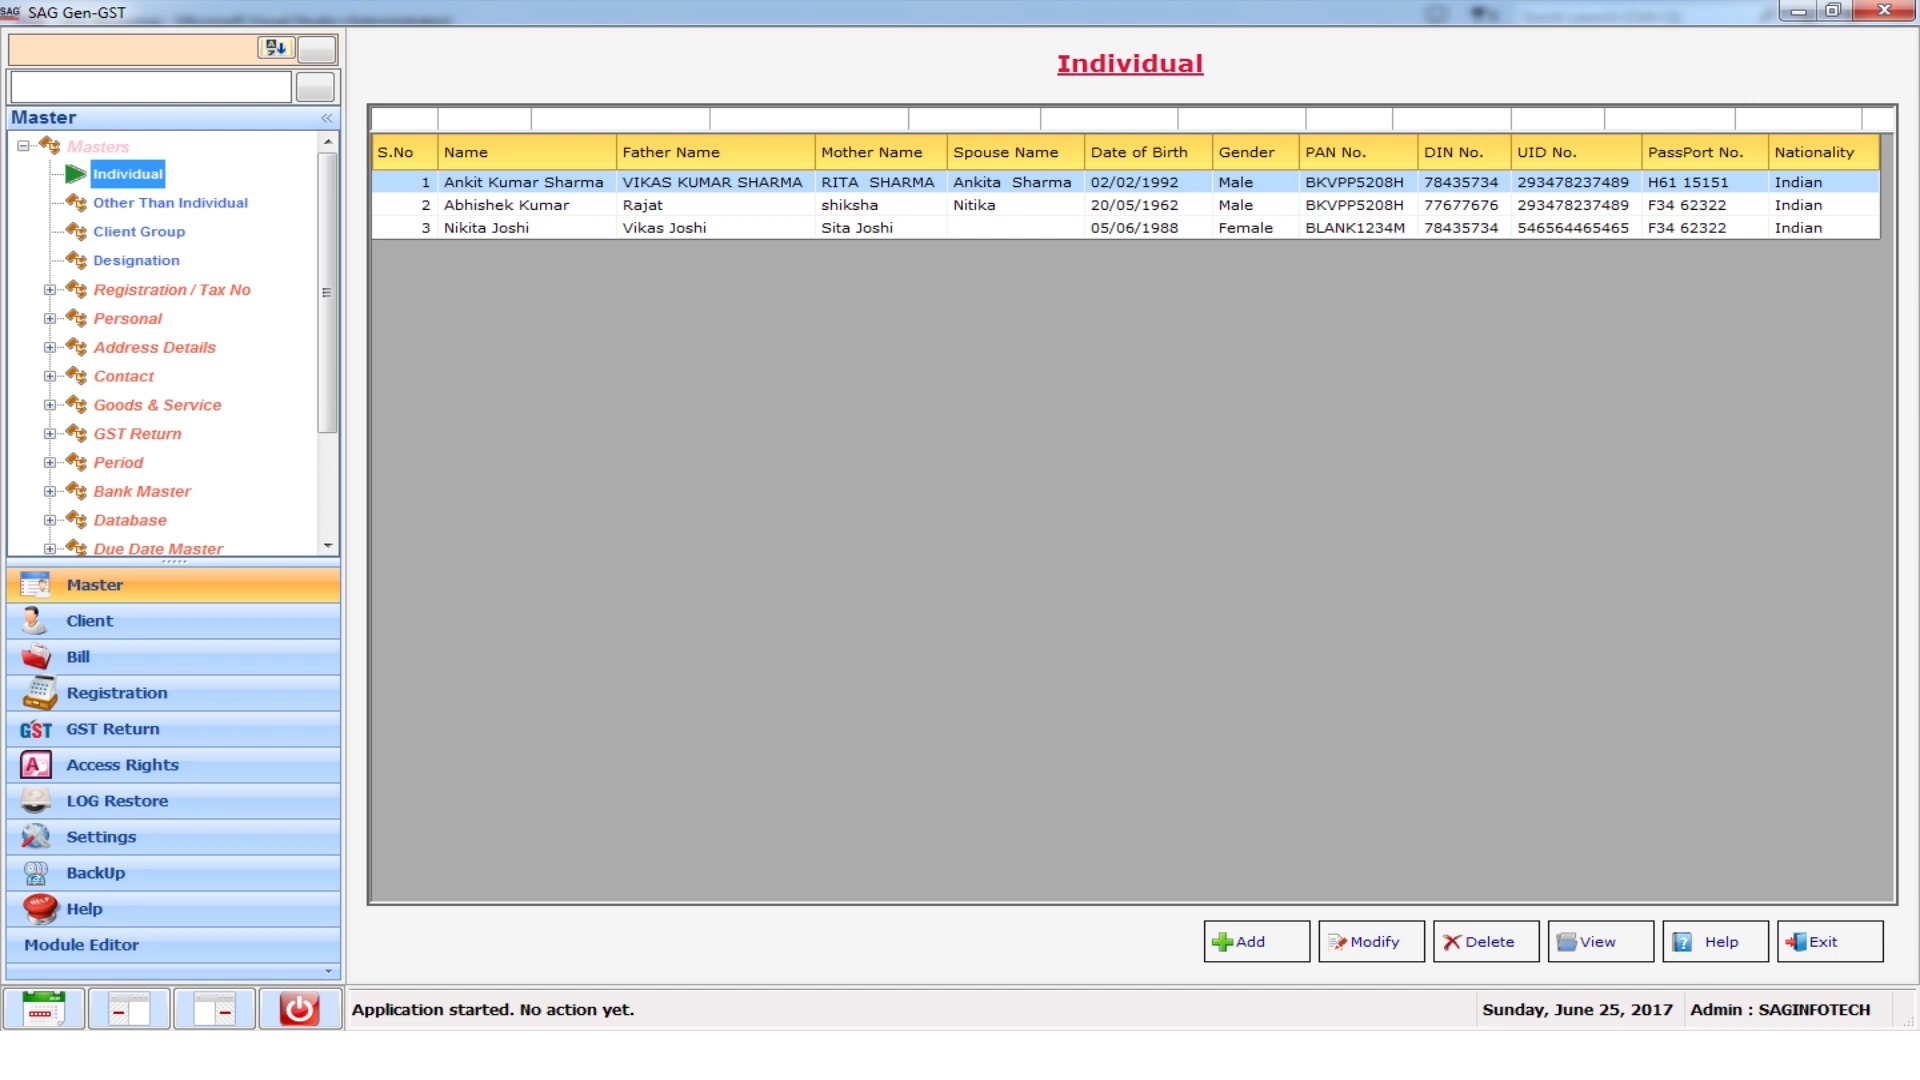 SAG SAG Gen-GST
Individual
Master
Masters
Individual
Other Than Individual
Client Group
Designation
Registration / Tax No
Personal
Address Details
Contact
Goods & Service
GST Return
Period
Bank Master
Database
Due Date Master
S.No Name Father Name Mother Name Spouse Name Date of Birth Gender PAN No. DIN No. UID No. PassPort No. Nationality
1 Ankit Kumar Sharma VIKAS KUMAR SHARMA RITA SHARMA Ankita Sharma 02/02/1992 Male BKVPP5208H 78435734 293478237489 H61 15151 Indian
2 Abhishek Kumar Rajat shiksha Nitika 20/05/1962 Male BKVPP5208H 77677676 293478237489 F34 62322 Indian
3 Nikita Joshi Vikas Joshi Sita Joshi 05/06/1988 Female BLANK1234M 78435734 546564465465 F34 62322 Indian
Master
Client
Bill
Registration
GST GST Return
A Access Rights
LOG Restore
Settings
BackUp
HELP Help
Module Editor
Add Modify Delete View ? Help Exit
Application started. No action yet.
Sunday, June 25, 2017 Admin : SAGINFOTECH